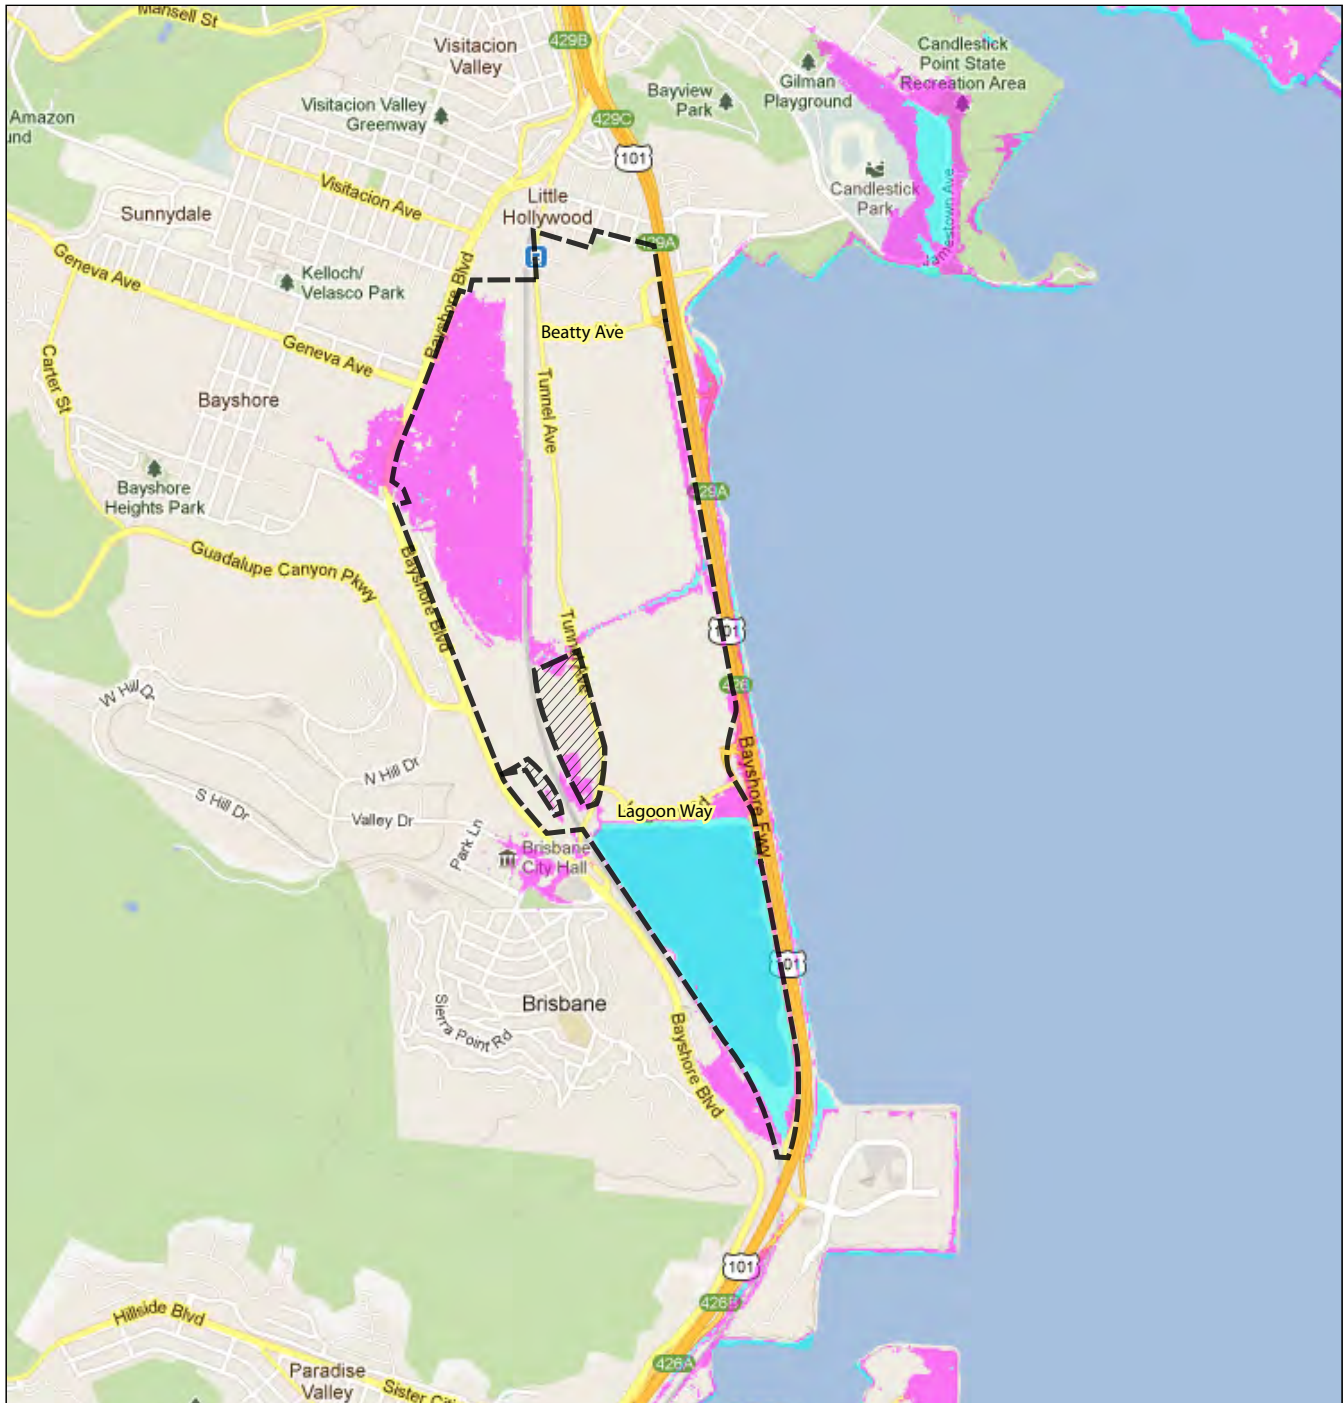 Mansell St
429B
Visitacion
Valley
Candlestick
Point State
Recreation Area
Gilman
Playground
Bayview
Park
Visitacion Valley
Greenway
Amazon
429C
101
Visitacion Ave
Little
Hollywood
Candlestick
Park
Jamestown Ave
Sunnydale
429A
Geneva Ave
Kelloch/
Velasco Park
Bayshore Blvd
Beatty Ave
Geneva Ave
Carter St
Tunnel Ave
Bayshore
Bayshore
Heights Park
429A
Guadalupe Canyon Pkwy
Bayshore Blvd
Tunnel Ave
101
W Hill Dr
N Hill Dr
S Hill Dr
Valley Dr
Park Ln
Lagoon Way
Bayshore Fwy
Brisbane
City Hall
101
Brisbane
Sierra Point Rd
Bayshore Blvd
101
426B
Hillside Blvd
426A
Paradise
Valley
Sister